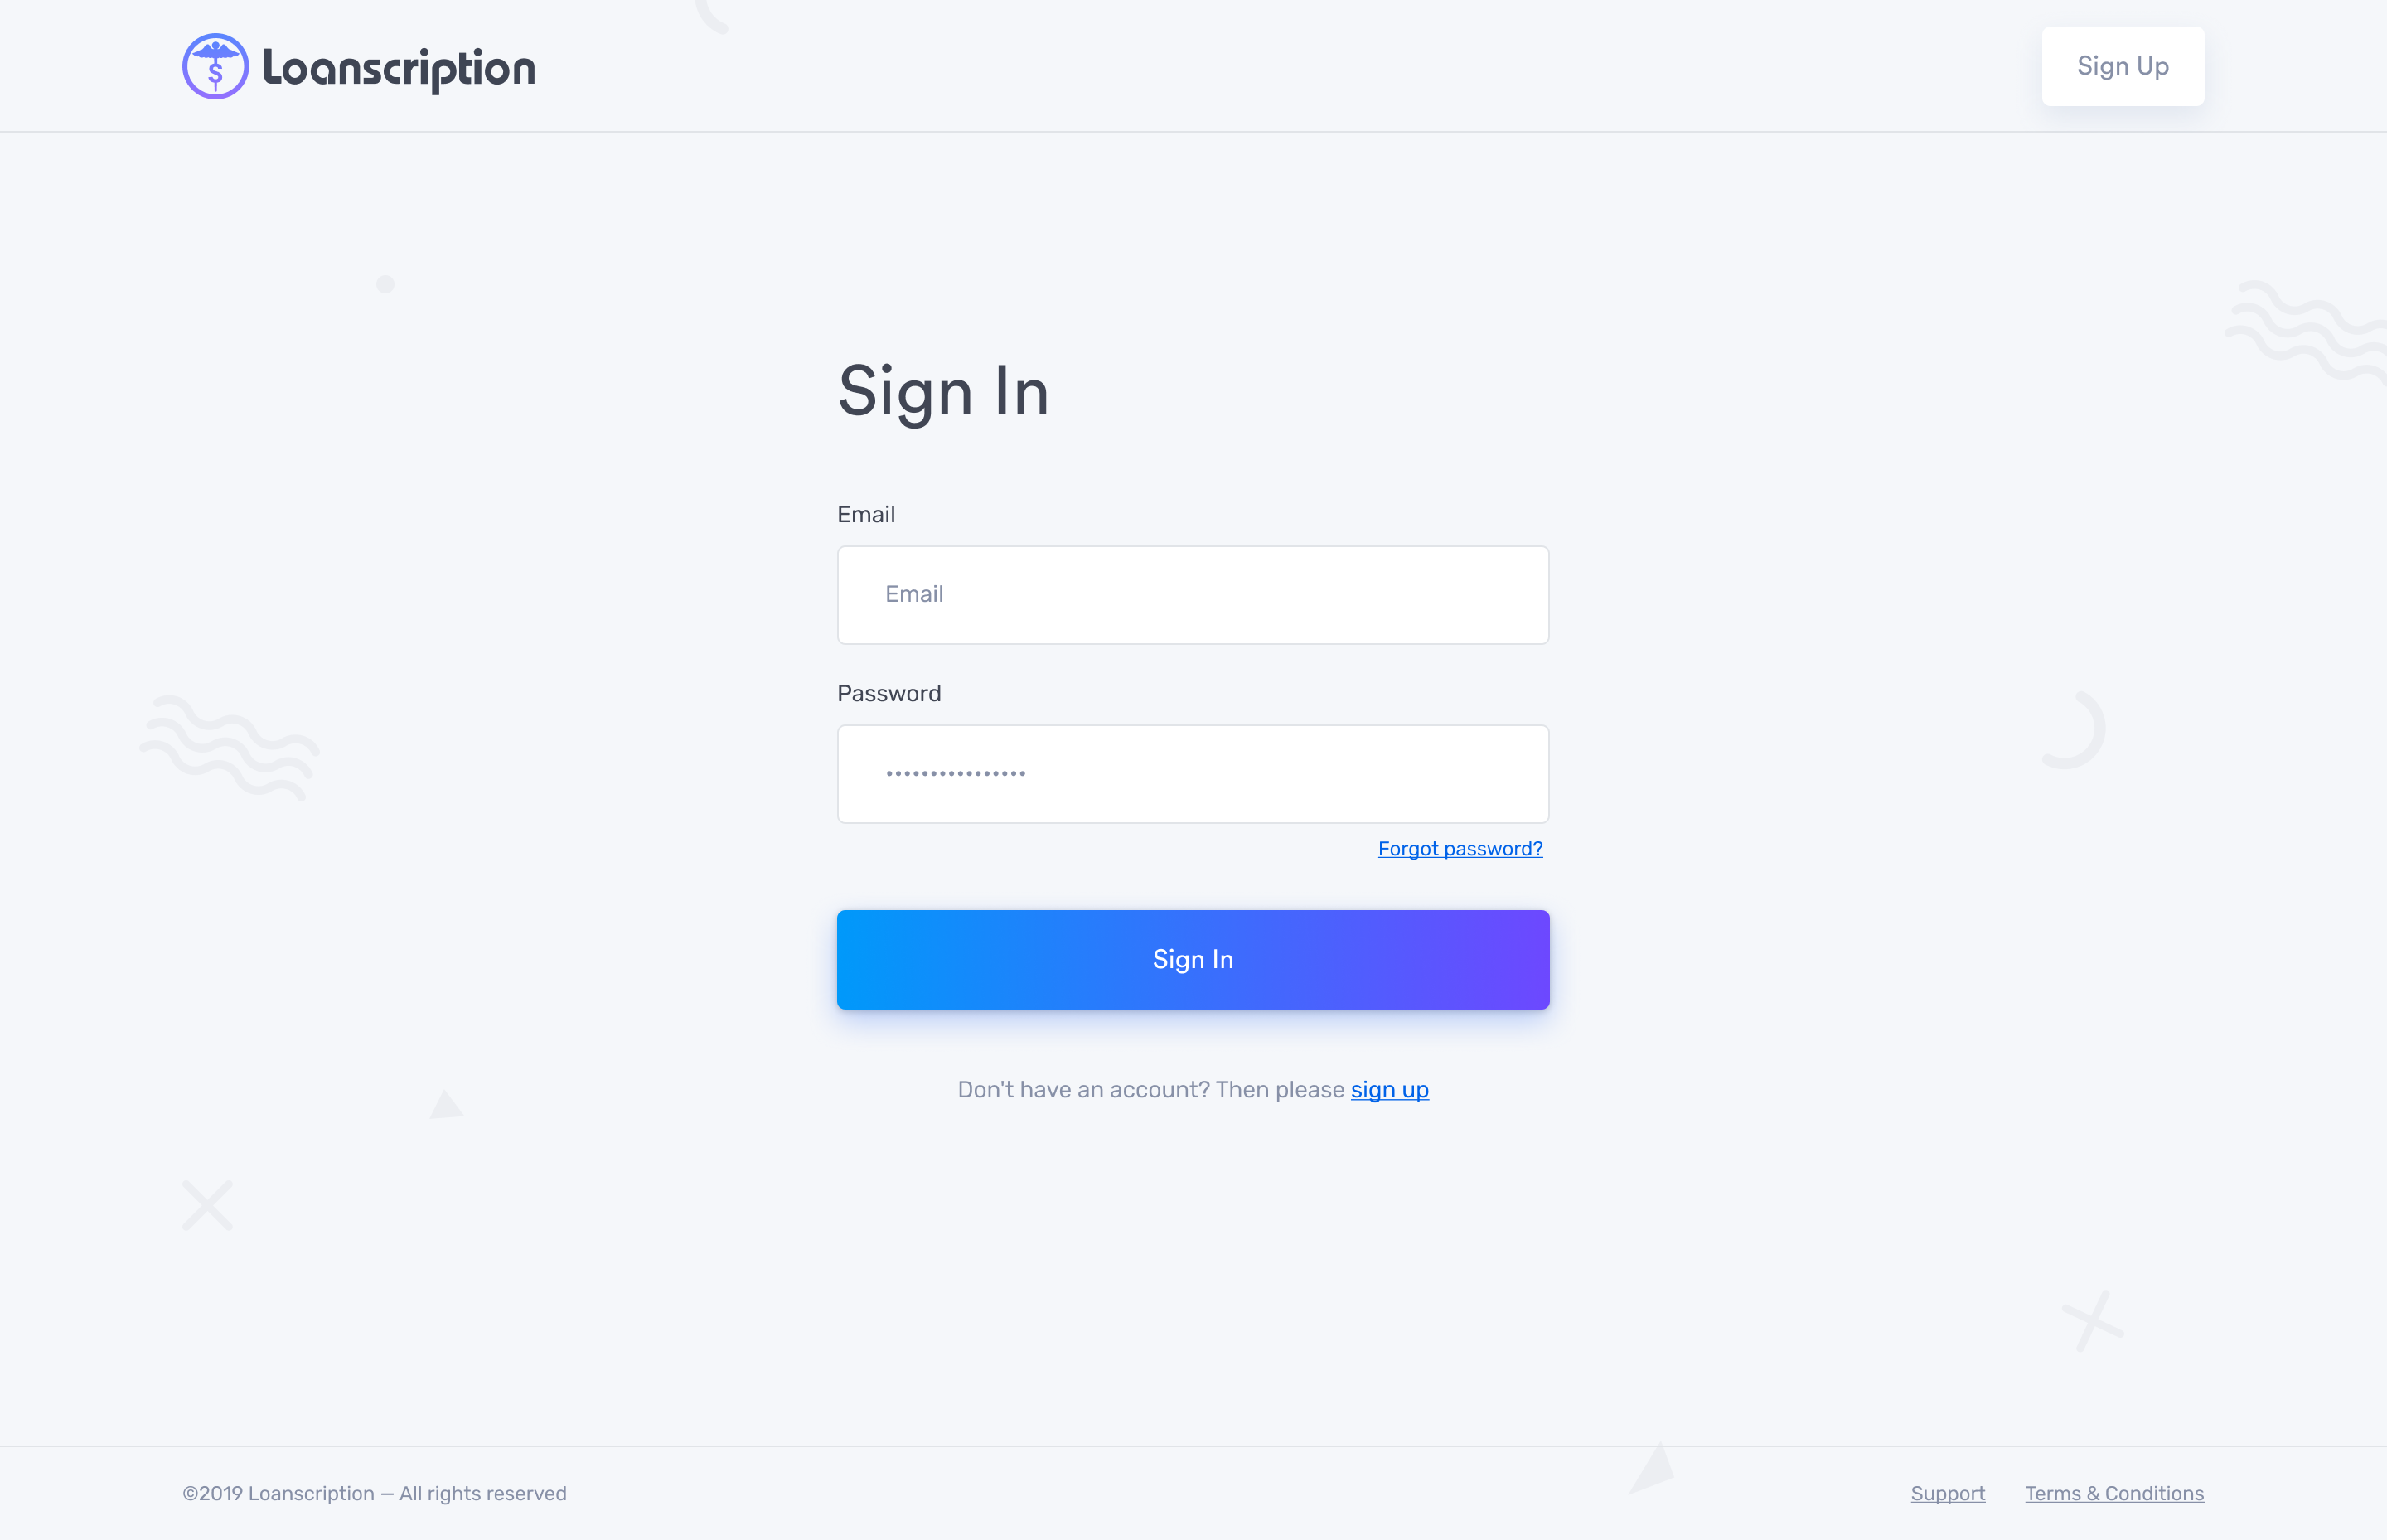 Loanscription
Sign Up
Sign In
Email
Email
Password
••••••••••••••••
Forgot password?
Sign In
Don't have an account? Then please sign up
©2019 Loanscription — All rights reserved
Support
Terms & Conditions